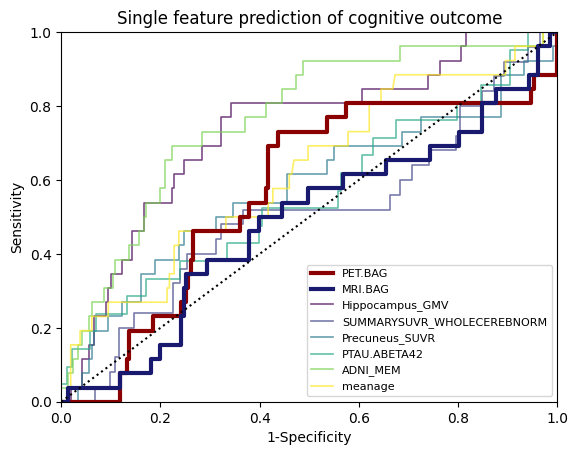 Single feature prediction of cognitive outcome
1.0
0.8
0.6
0.4
0.2
0.0
Sensitivity
PET.BAG
MRI.BAG
Hippocampus_GMV
SUMMARYSUVR_WHOLECEREBNORM
Precuneus_SUVR
PTAU.ABETA42
ADNI_MEM
meanage
0.0 0.2 0.4 0.6 0.8 1.0
1-Specificity